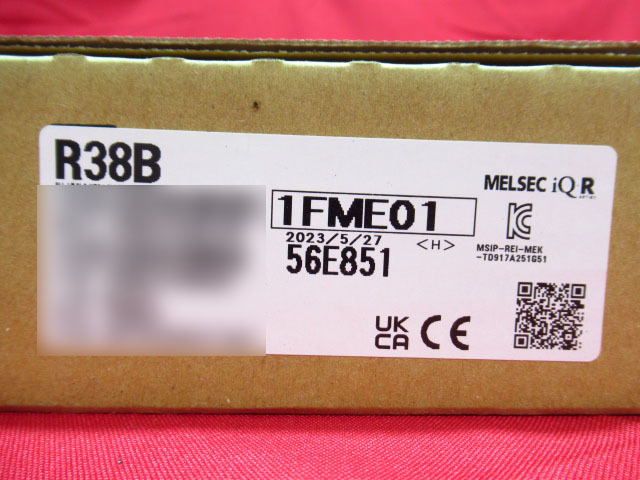 R38B
MELSEC iQ R
1FME01
2023/5/27 <H>
56E851
MSIP-REI-MEK
-TD917A251G51
UK
CA CE